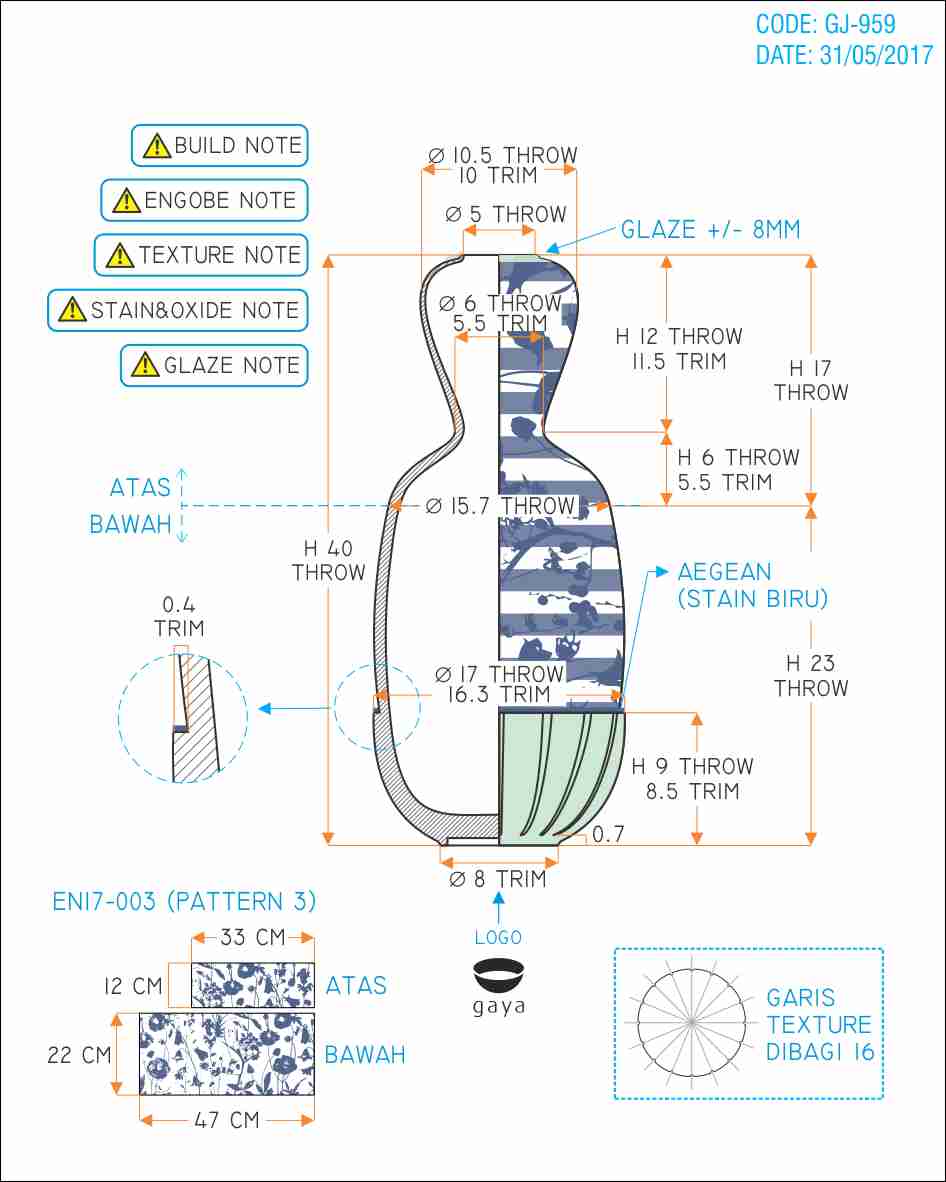 CODE: GJ-959
DATE: 31/05/2017
BUILD NOTE
ENGOBE NOTE
TEXTURE NOTE
STAIN&OXIDE NOTE
GLAZE NOTE
Ø 10.5 THROW
10 TRIM
Ø 5 THROW
GLAZE +/- 8MM
Ø 6 THROW
5.5 TRIM
H 12 THROW
11.5 TRIM
H 17
THROW
H 6 THROW
5.5 TRIM
ATAS
BAWAH
Ø 15.7 THROW
H 40
THROW
AEGEAN
(STAIN BIRU)
0.4
TRIM
Ø 17 THROW
16.3 TRIM
H 23
THROW
H 9 THROW
8.5 TRIM
0.7
Ø 8 TRIM
LOGO
gaya
EN17-003 (PATTERN 3)
33 CM
12 CM
ATAS
22 CM
BAWAH
47 CM
GARIS
TEXTURE
DIBAGI 16